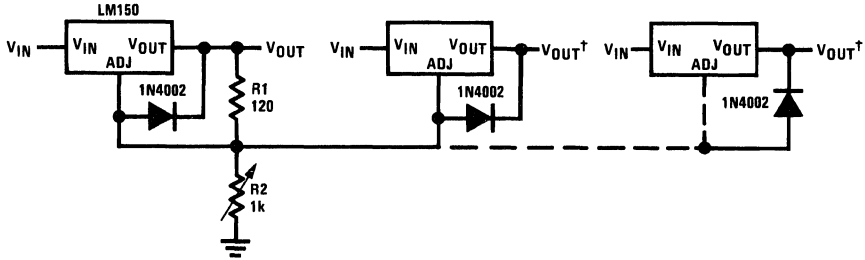 LM150
VIN VIN VOUT VOUT
ADJ
1N4002
R1
120
R2
1k
VIN VIN VOUT VOUT†
ADJ
1N4002
VIN VIN VOUT VOUT†
ADJ
1N4002